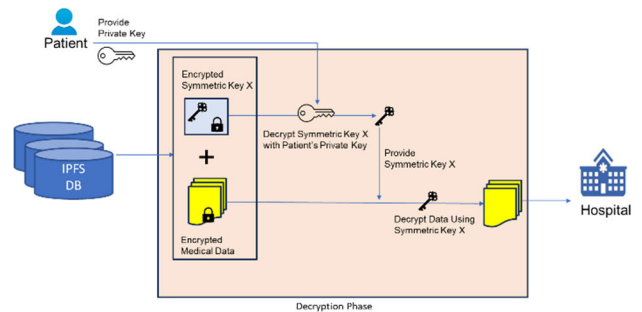 Provide
Private Key
Patient
Encrypted
Symmetric Key X
Decrypt Symmetric Key X
with Patient's Private Key
Provide
Symmetric Key X
IPFS
DB
Encrypted
Medical Data
Decrypt Data Using
Symmetric Key X
Hospital
Decryption Phase